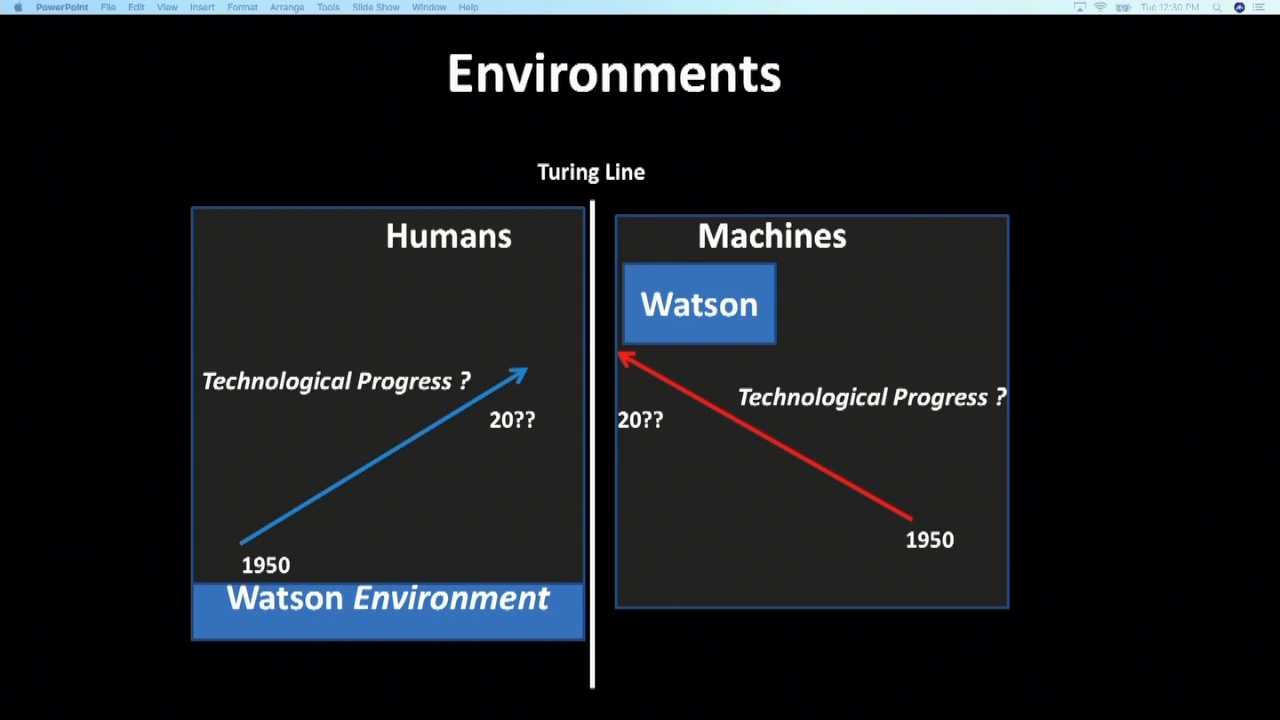 PowerPoint File Edit View Insert Format Arrange Tools Slide Show Window Help Tue 12:30 PM
Environments
Turing Line
Humans
Machines
Watson
Technological Progress ?
Technological Progress ?
20??
20??
1950
1950
Watson Environment